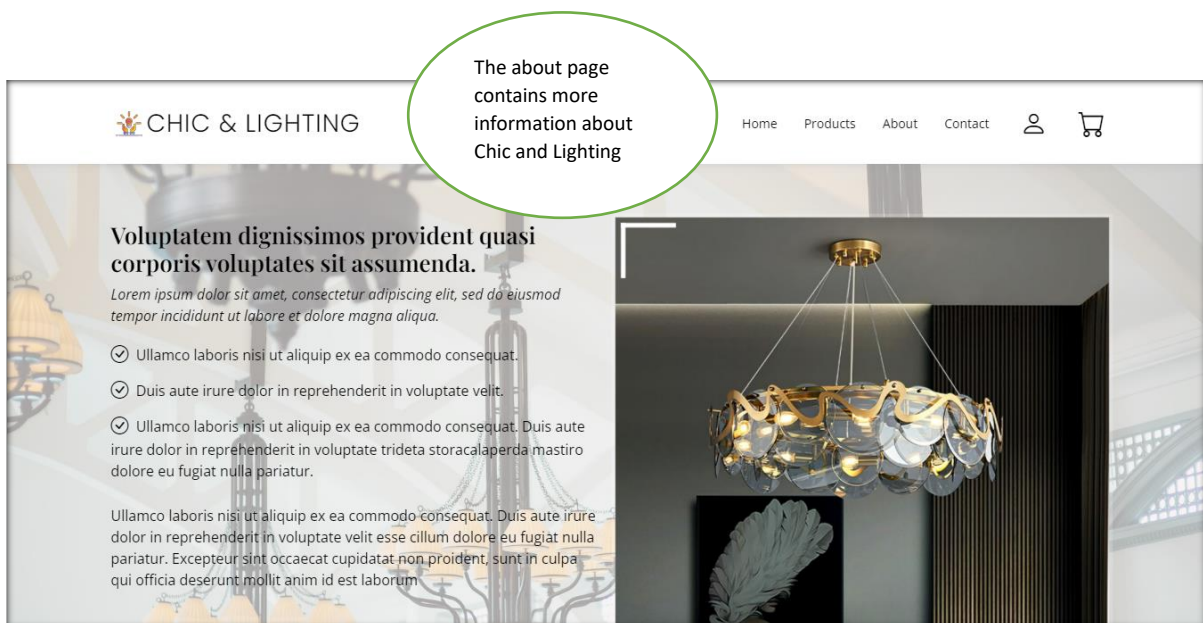 The about page
contains more
information about
Chic and Lighting
CHIC & LIGHTING
Home Products About Contact
Voluptatem dignissimos provident quasi
corporis voluptates sit assumenda.
Lorem ipsum dolor sit amet, consectetur adipiscing elit, sed do eiusmod
tempor incididunt ut labore et dolore magna aliqua.
Ullamco laboris nisi ut aliquip ex ea commodo consequat.
Duis aute irure dolor in reprehenderit in voluptate velit.
Ullamco laboris nisi ut aliquip ex ea commodo consequat. Duis aute
irure dolor in reprehenderit in voluptate trideta storacalaperda mastiro
dolore eu fugiat nulla pariatur.
Ullamco laboris nisi ut aliquip ex ea commodo consequat. Duis aute irure
dolor in reprehenderit in voluptate velit esse cillum dolore eu fugiat nulla
pariatur. Excepteur sint occaecat cupidatat non proident, sunt in culpa
qui officia deserunt mollit anim id est laborum